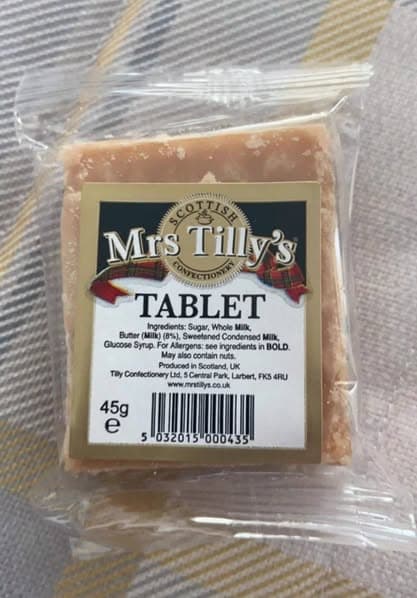 SCOTTISH
Mrs Tilly's
CONFECTIONERY
TABLET
Ingredients: Sugar, Whole Milk,
Butter (Milk) (8%), Sweetened Condensed Milk,
Glucose Syrup. For Allergens: see ingredients in BOLD.
May also contain nuts.
Produced in Scotland, UK
Tilly Confectionery Ltd, 5 Central Park, Larbert, FK5 4RU
www.mrstillys.co.uk
45g
e
5 032015 000435